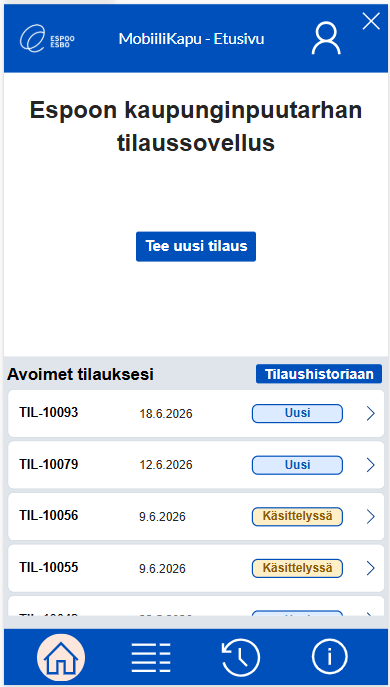 ESPOO
ESBO
MobiiliKapu - Etusivu
Espoon kaupunginpuutarhan
tilaussovellus
Tee uusi tilaus
Avoimet tilauksesi
Tilaushistoriaan
TIL-10093 18.6.2026 Uusi
TIL-10079 12.6.2026 Uusi
TIL-10056 9.6.2026 Käsittelyssä
TIL-10055 9.6.2026 Käsittelyssä